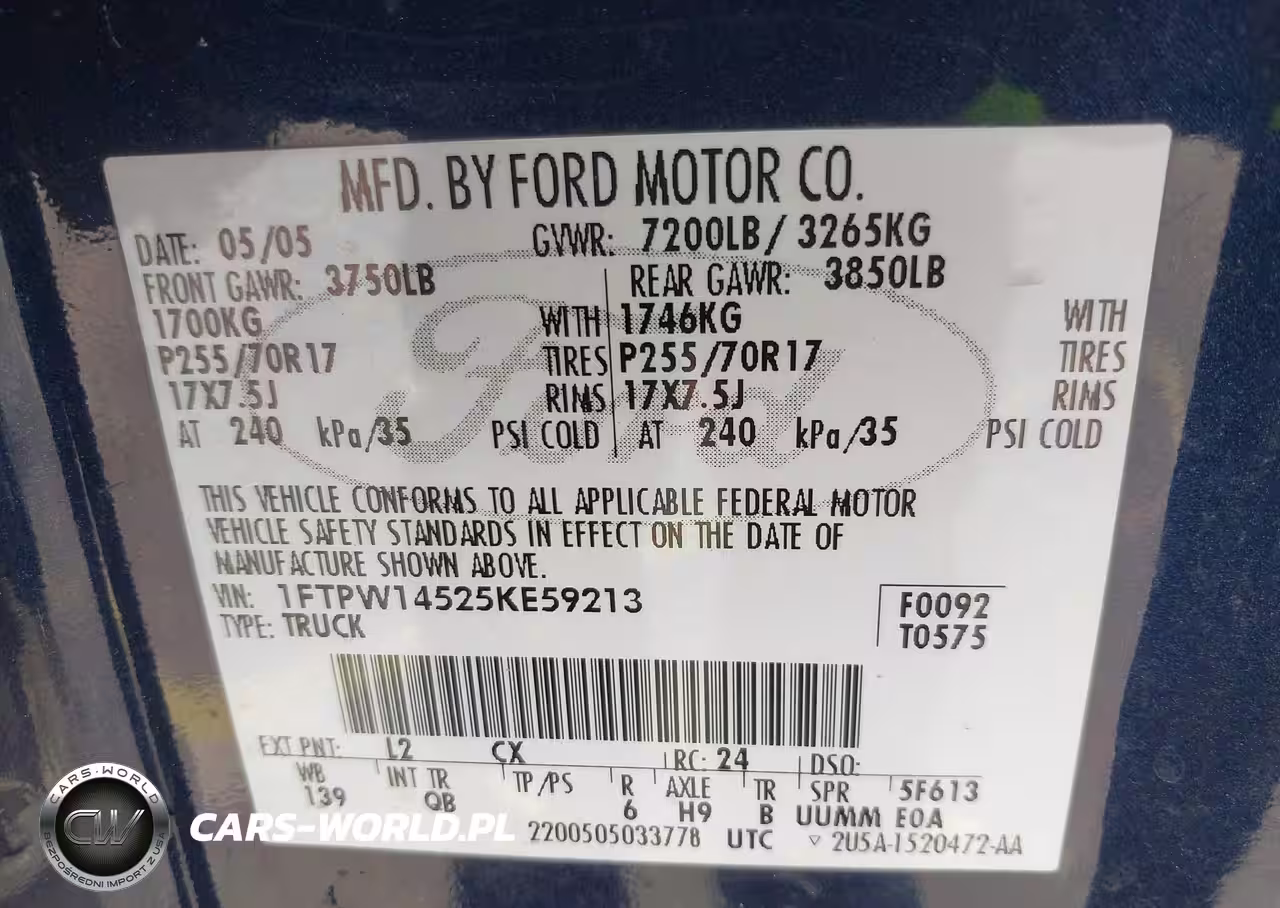 MFD. BY FORD MOTOR CO.
DATE: 05/05 GVWR: 7200LB/ 3265KG
FRONT GAWR: 3750LB REAR GAWR: 3850LB
1700KG WITH 1746KG WITH
P255/70R17 TIRES P255/70R17 TIRES
17X7.5J RIMS 17X7.5J RIMS
AT 240 kPa/35 PSI COLD AT 240 kPa/35 PSI COLD
Ford
THIS VEHICLE CONFORMS TO ALL APPLICABLE FEDERAL MOTOR
VEHICLE SAFETY STANDARDS IN EFFECT ON THE DATE OF
MANUFACTURE SHOWN ABOVE.
VIN: 1FTPW14525KE59213
TYPE: TRUCK
F0092
T0575
EXT PNT: L2 CX RC: 24 DSO:
WB INT TR TP/PS R AXLE TR SPR 5F613
139 QB 6 H9 B UUMM EOA
2200505033778 UTC ▽ 2U5A-1520472-AA
CARS-WORLD
CW
BEZPOŚREDNI IMPORT Z USA
CARS-WORLD.PL